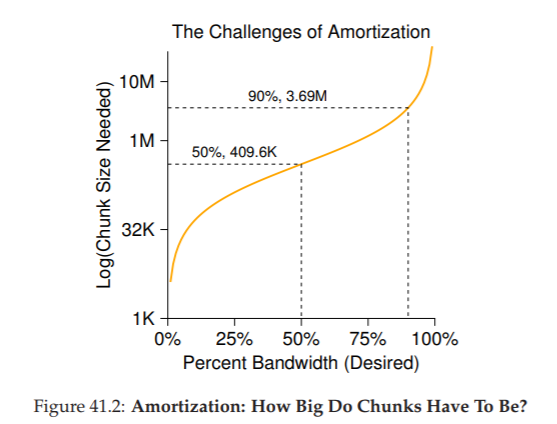 The Challenges of Amortization
Log(Chunk Size Needed)
10M
1M
32K
1K
90%, 3.69M
50%, 409.6K
0% 25% 50% 75% 100%
Percent Bandwidth (Desired)
Figure 41.2: Amortization: How Big Do Chunks Have To Be?